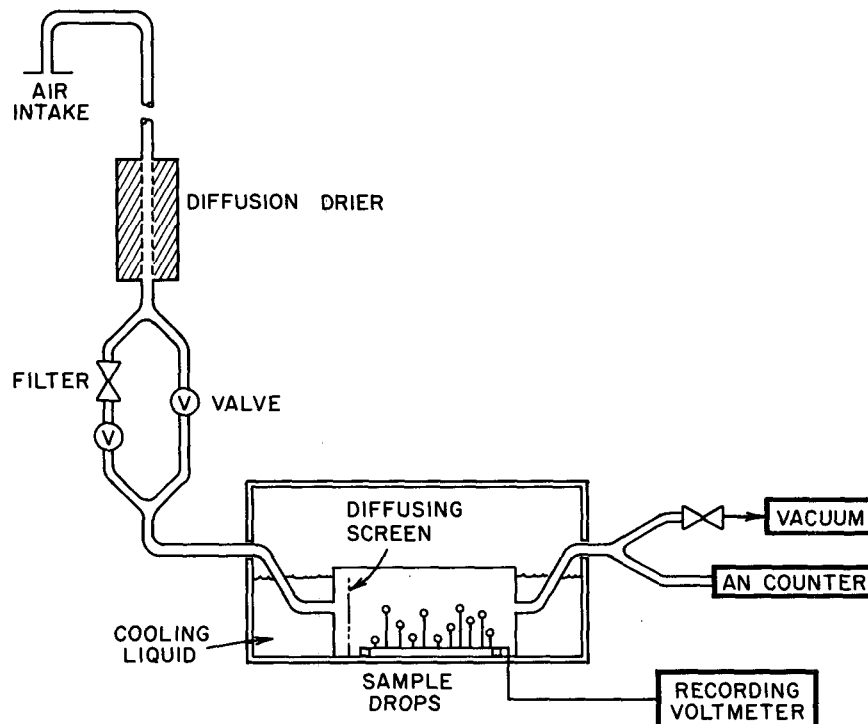 AIR
INTAKE
DIFFUSION DRIER
FILTER
VALVE
V
V
DIFFUSING
SCREEN
VACUUM
AN COUNTER
COOLING
LIQUID
SAMPLE
DROPS
RECORDING
VOLTMETER